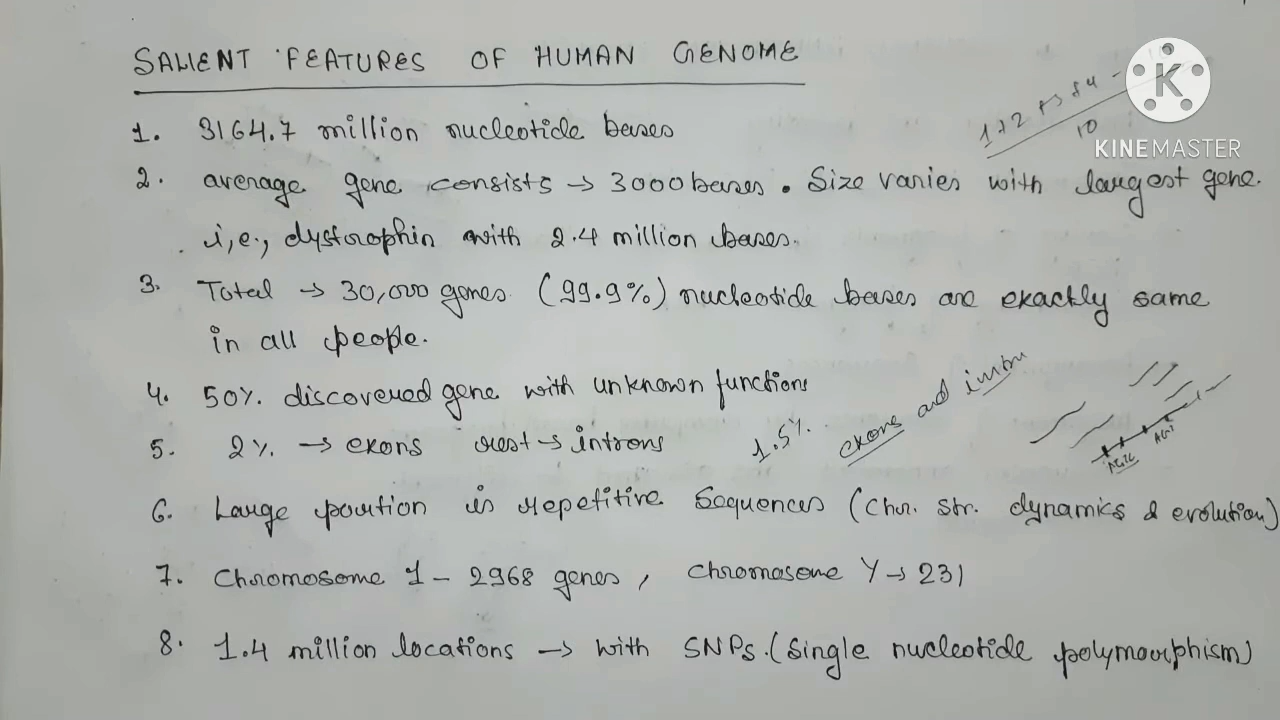 SALIENT FEATURES OF HUMAN GENOME
1. 3164.7 million nucleotide bases
2. average gene consists → 3000 bases. Size varies with largest gene.
i,e., dystrophin with 2.4 million bases.
3. Total → 30,000 genes (99.9%) nucleotide bases are exactly same
in all people.
4. 50% discovered gene with unknown functions
5. 2% → exons rest → introns
1.5%. exons and
6. Large portion is repetitive Sequences (Chr. str. dynamics & evolution)
7. Chromosome 1 - 2968 genes, Chromosome Y → 231
8. 1.4 million locations → with SNPs. (Single nucleotide polymorphism)
10
K
KINEMASTER